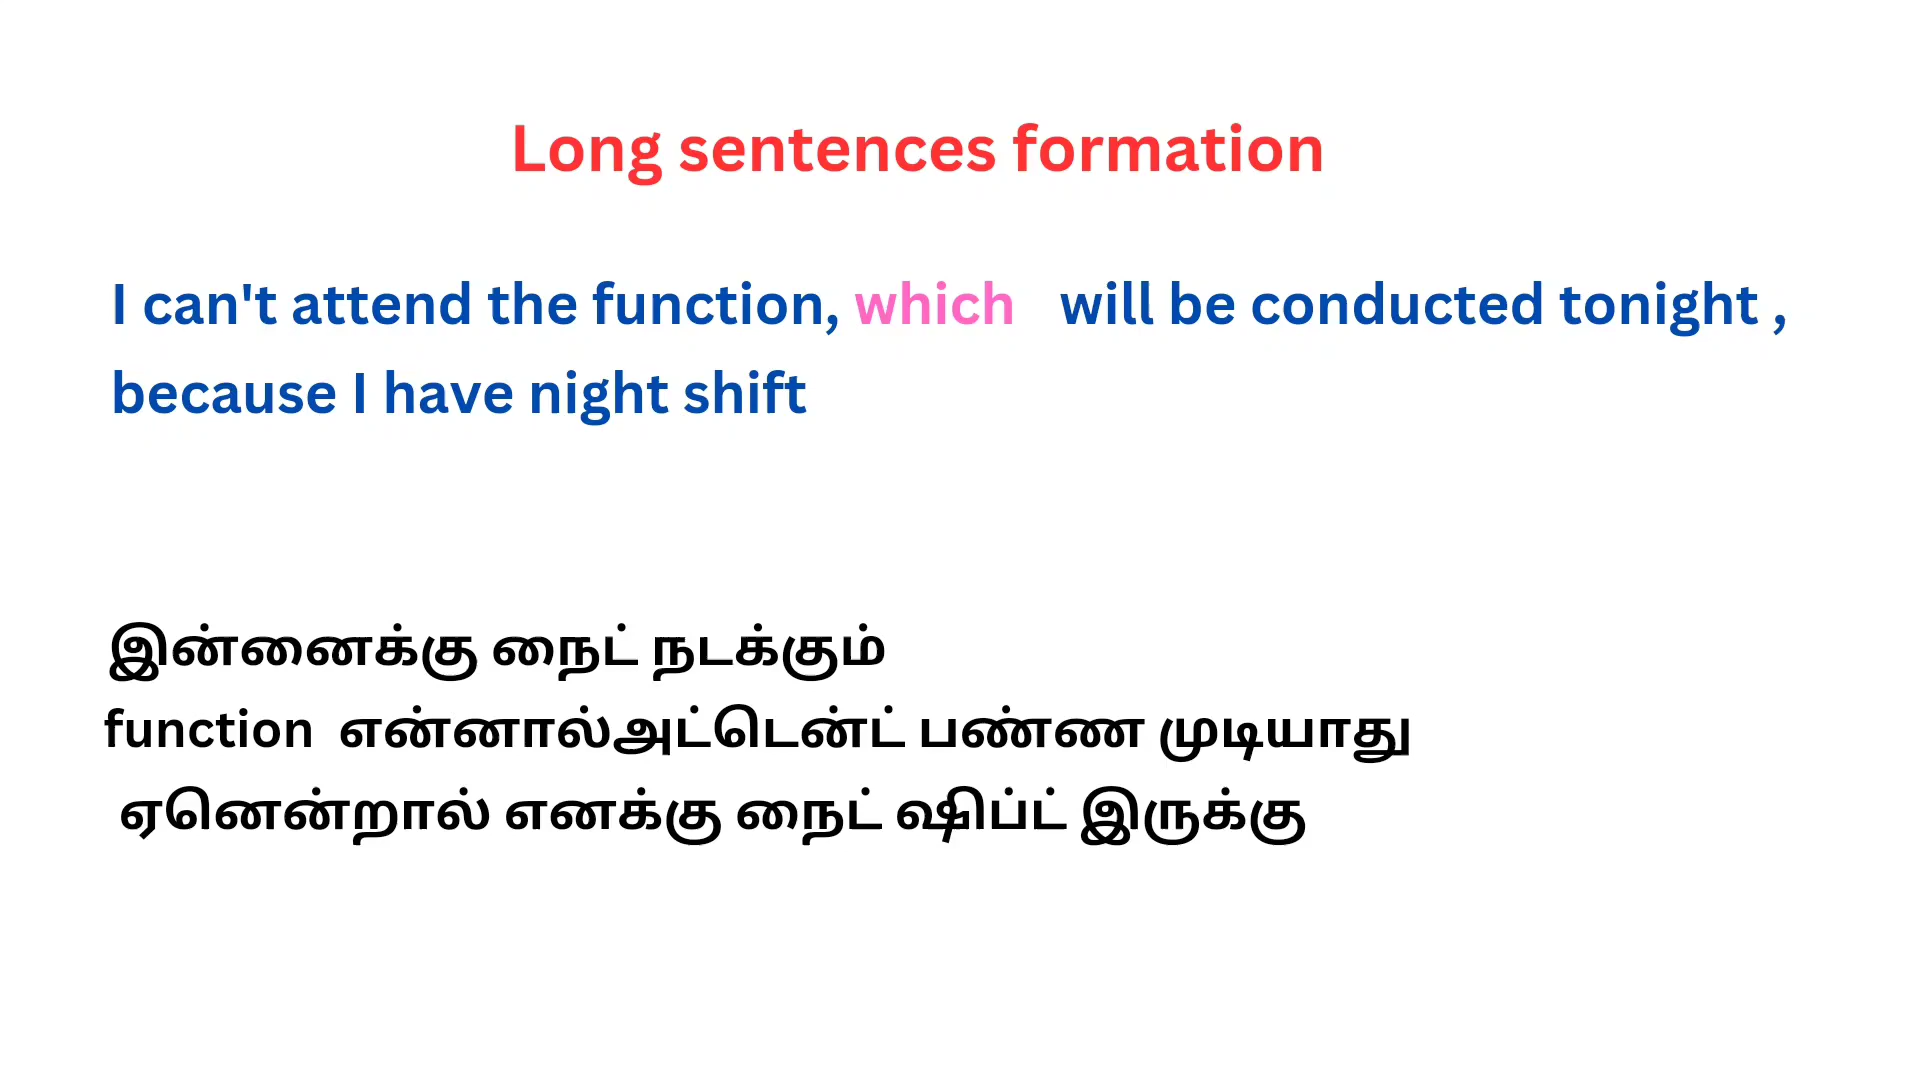 Long sentences formation
I can't attend the function, which will be conducted tonight ,
because I have night shift
இன்னைக்கு நைட் நடக்கும்
function என்னால்அட்டென்ட் பண்ண முடியாது
ஏனென்றால் எனக்கு நைட் ஷிப்ட் இருக்கு